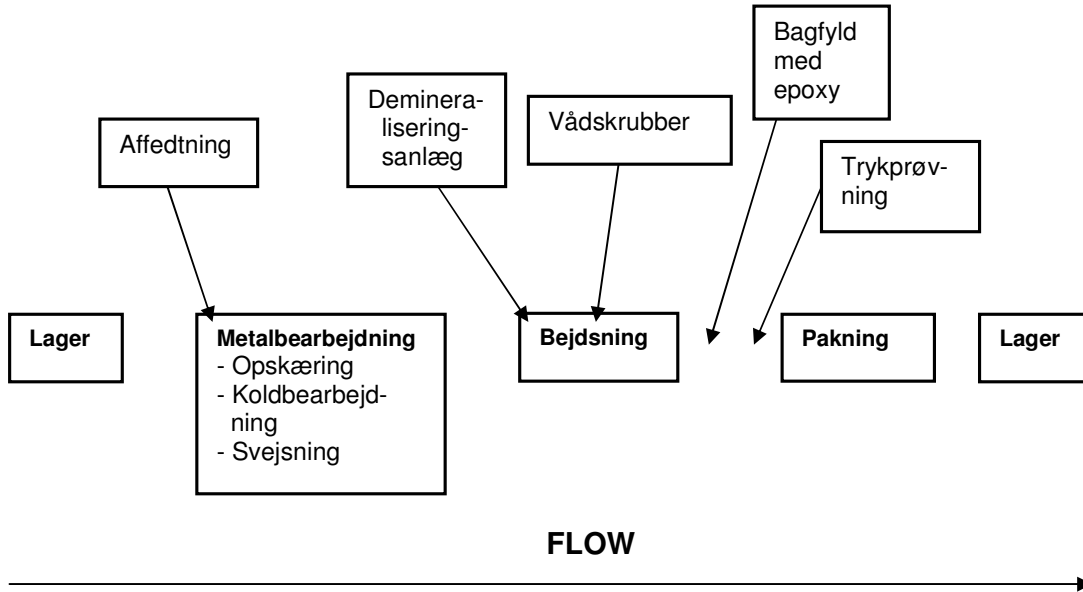 Bagfyld
med
epoxy
Deminera-
lisering-
sanlæg
Vådskrubber
Affedtning
Trykprøv-
ning
Lager
Metalbearbejdning
- Opskæring
- Koldbearbejd-
ning
- Svejsning
Bejdsning
Pakning
Lager
FLOW